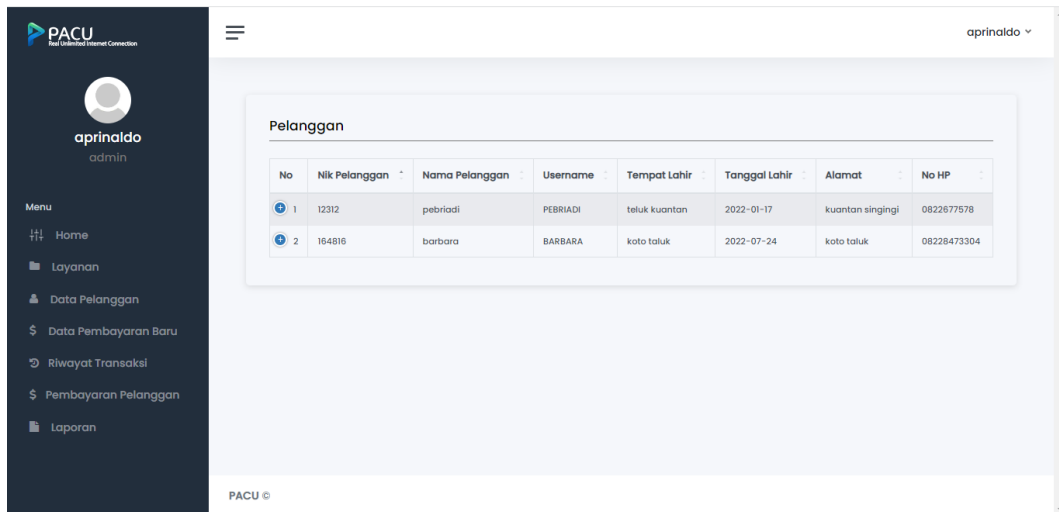 PACU
Real Unlimited Internet Connection
aprinaldo
aprinaldo
admin
Menu
Home
Layanan
Data Pelanggan
Data Pembayaran Baru
Riwayat Transaksi
Pembayaran Pelanggan
Laporan
Pelanggan
No Nik Pelanggan Nama Pelanggan Username Tempat Lahir Tanggal Lahir Alamat No HP
1 12312 pebriadi PEBRIADI teluk kuantan 2022-01-17 kuantan singingi 0822677578
2 164816 barbara BARBARA koto taluk 2022-07-24 koto taluk 08228473304
PACU ©